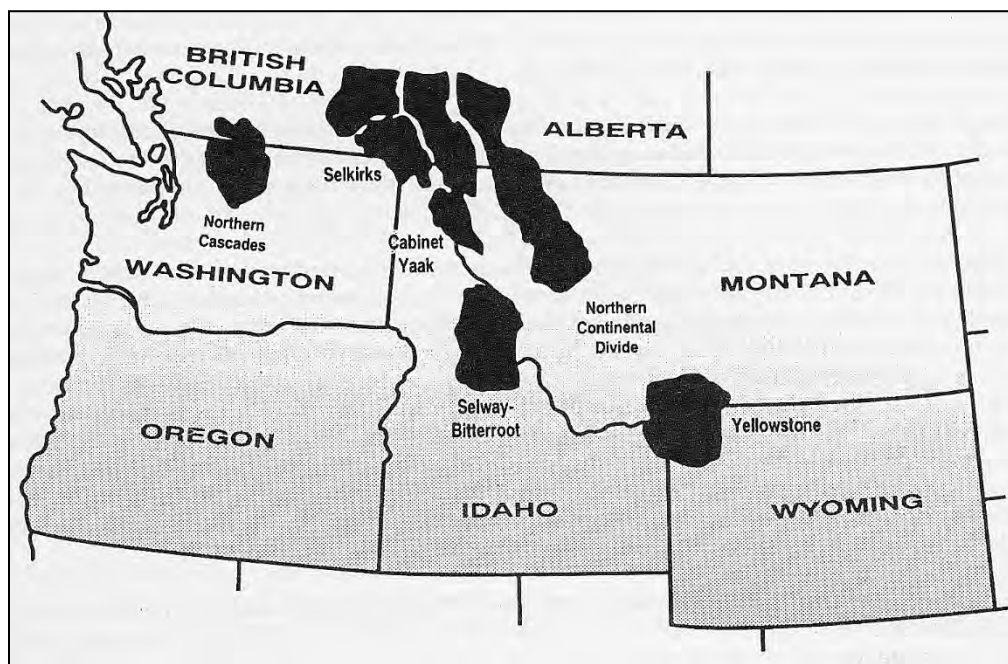 BRITISH
COLUMBIA
ALBERTA
Selkirks
Northern
Cascades
Cabinet
Yaak
WASHINGTON
MONTANA
Northern
Continental
Divide
Selway-
Bitterroot
Yellowstone
OREGON
IDAHO
WYOMING